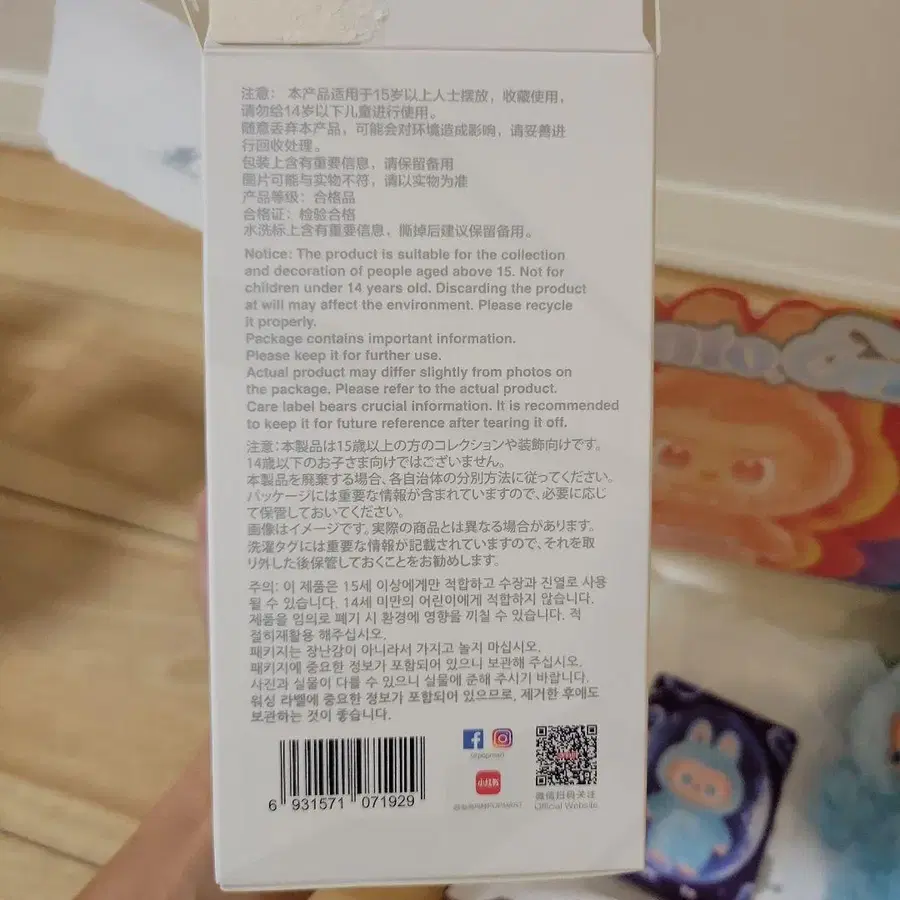 注意： 本产品适用于15岁以上人士摆放，收藏使用，
请勿给14岁以下儿童进行使用。
随意丢弃本产品，可能会对环境造成影响，请妥善进
行回收处理。
包装上含有重要信息，请保留备用
图片可能与实物不符，请以实物为准
产品等级：合格品
合格证：检验合格
水洗标上含有重要信息，撕掉后建议保留备用。
Notice: The product is suitable for the collection
and decoration of people aged above 15. Not for
children under 14 years old. Discarding the product
at will may affect the environment. Please recycle
it properly.
Package contains important information.
Please keep it for further use.
Actual product may differ slightly from photos on
the package. Please refer to the actual product.
Care label bears crucial information. It is recommended
to keep it for future reference after tearing it off.
注意：本製品は15歳以上の方のコレクションや装飾向けです。
14歳以下のお子さま向けではございません。
本製品を廃棄する場合、各自治体の分別方法に従ってください。
パッケージには重要な情報が含まれていますので、必要に応じ
て保管しておいてください。
画像はイメージです。実際の商品とは異なる場合があります。
洗濯タグには重要な情報が記載されていますので、それを取
り外した後保管しておくことをお勧めします。
주의: 이 제품은 15세 이상에게만 적합하고 수장과 진열로 사용
될 수 있습니다. 14세 미만의 어린이에게 적합하지 않습니다.
제품을 임의로 폐기 시 환경에 영향을 끼칠 수 있습니다. 적
절히재활용 해주십시오.
패키지는 장난감이 아니라서 가지고 놀지 마십시오.
패키지에 중요한 정보가 포함되어 있으니 보관해 주십시오.
사진과 실물이 다를 수 있으니 실물에 준해 주시기 바랍니다.
워싱 라벨에 중요한 정보가 포함되어 있으므로, 제거한 후에도
보관하는 것이 좋습니다.
6 931571 071929
@popmart
小红书
微信扫码关注
Official Website